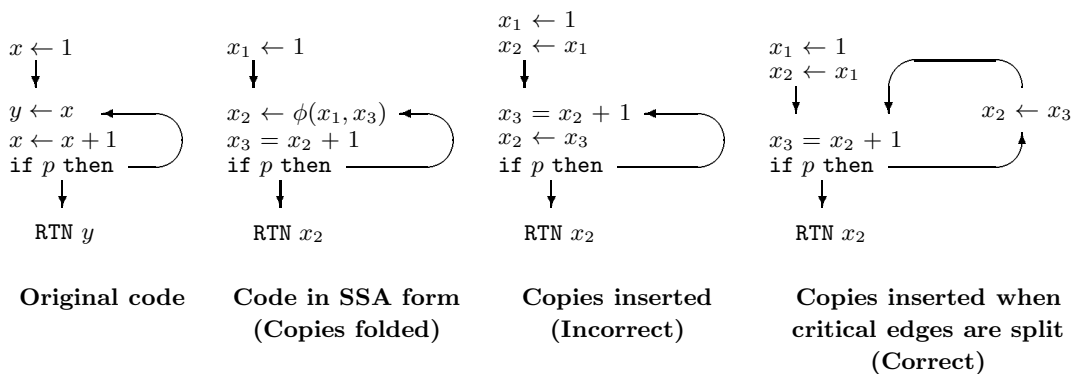 x ← 1
y ← x
x ← x + 1
if p then
RTN y
Original code
x₁ ← 1
x₂ ← ϕ(x₁, x₃)
x₃ = x₂ + 1
if p then
RTN x₂
Code in SSA form
(Copies folded)
x₁ ← 1
x₂ ← x₁
x₃ = x₂ + 1
x₂ ← x₃
if p then
RTN x₂
Copies inserted
(Incorrect)
x₁ ← 1
x₂ ← x₁
x₂ ← x₃
x₃ = x₂ + 1
if p then
RTN x₂
Copies inserted when
critical edges are split
(Correct)